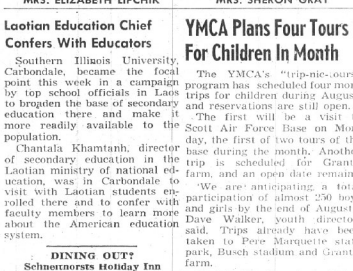 MRS. ELIZABETH LIPCHIK
Laotian Education Chief
Confers With Educators
Southern Illinois University,
Carbondale, became the focal
point this week in a campaign
by top school officials in Laos
to broaden the base of secondary
education there and make it
more readily available to the
population.
Chantala Khamtanh, director
of secondary education in the
Laotian ministry of national ed-
ucation, was in Carbondale to
visit with Laotian students en-
rolled there and to confer with
faculty members to learn more
about the American education
system.
DINING OUT?
Schneithorsts Holiday Inn
MRS. SHERON GRAY
YMCA Plans Four Tours
For Children In Month
The YMCA's "trip-nic-tours
program has scheduled four mor
trips for children during Augus
and reservations are still open.
The first will be a visit
Scott Air Force Base on Mon
day, the first of two tours of th
base during the month. Anothe
trip is scheduled for Grant
farm, and an open date remain
"We are anticipating a tota
participation of almost 250 boy
and girls by the end of August
Dave Walker, youth directo
said. Trips already have bee
taken to Pere Marquette stat
park, Busch stadium and Grant
farm.